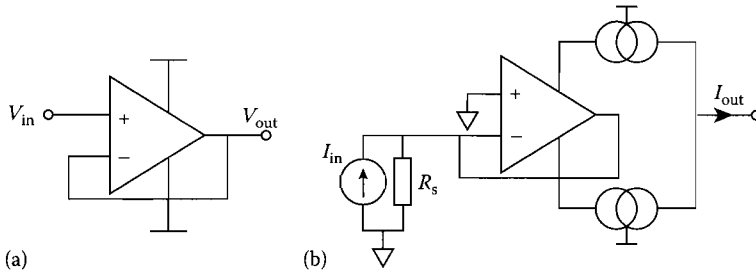 V_in
+
−
V_out
(a)
+
−
I_in
R_s
I_out
(b)